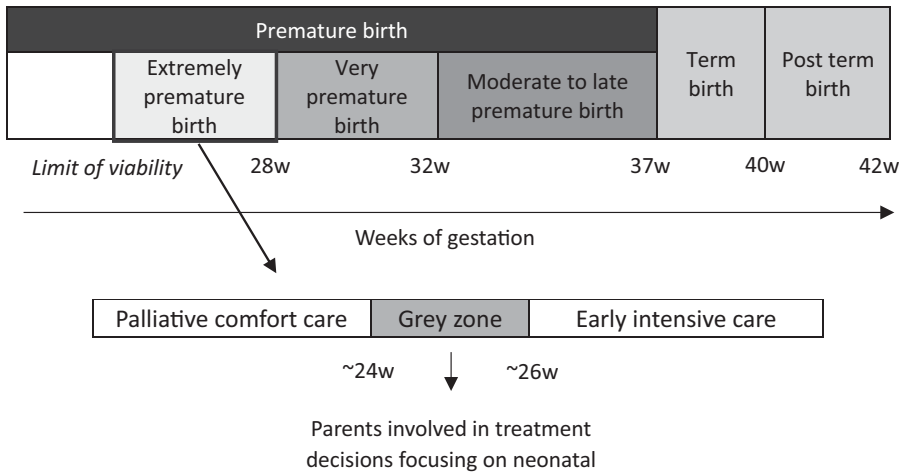 Premature birth
Extremely
premature
birth
Very
premature
birth
Moderate to late
premature birth
Term
birth
Post term
birth
Limit of viability
28w
32w
37w
40w
42w
Weeks of gestation
Palliative comfort care
Grey zone
Early intensive care
~24w
~26w
Parents involved in treatment
decisions focusing on neonatal